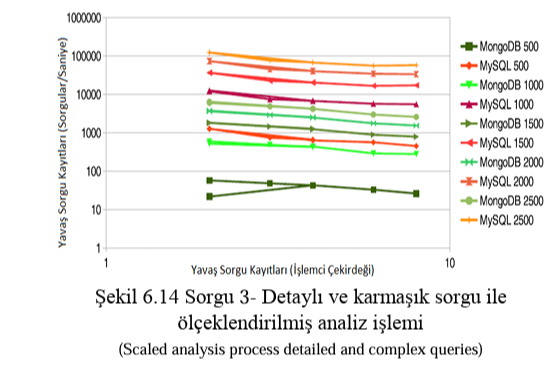 1000000
100000
10000
1000
100
10
1
1
10
Yavaş Sorgu Kayıtları (Sorgular/Saniye)
Yavaş Sorgu Kayıtları (İşlemci Çekirdeği)
MongoDB 500
MySQL 500
MongoDB 1000
MySQL 1000
MongoDB 1500
MySQL 1500
MongoDB 2000
MySQL 2000
MongoDB 2500
MySQL 2500
Şekil 6.14 Sorgu 3- Detaylı ve karmaşık sorgu ile
ölçeklendirilmiş analiz işlemi
(Scaled analysis process detailed and complex queries)